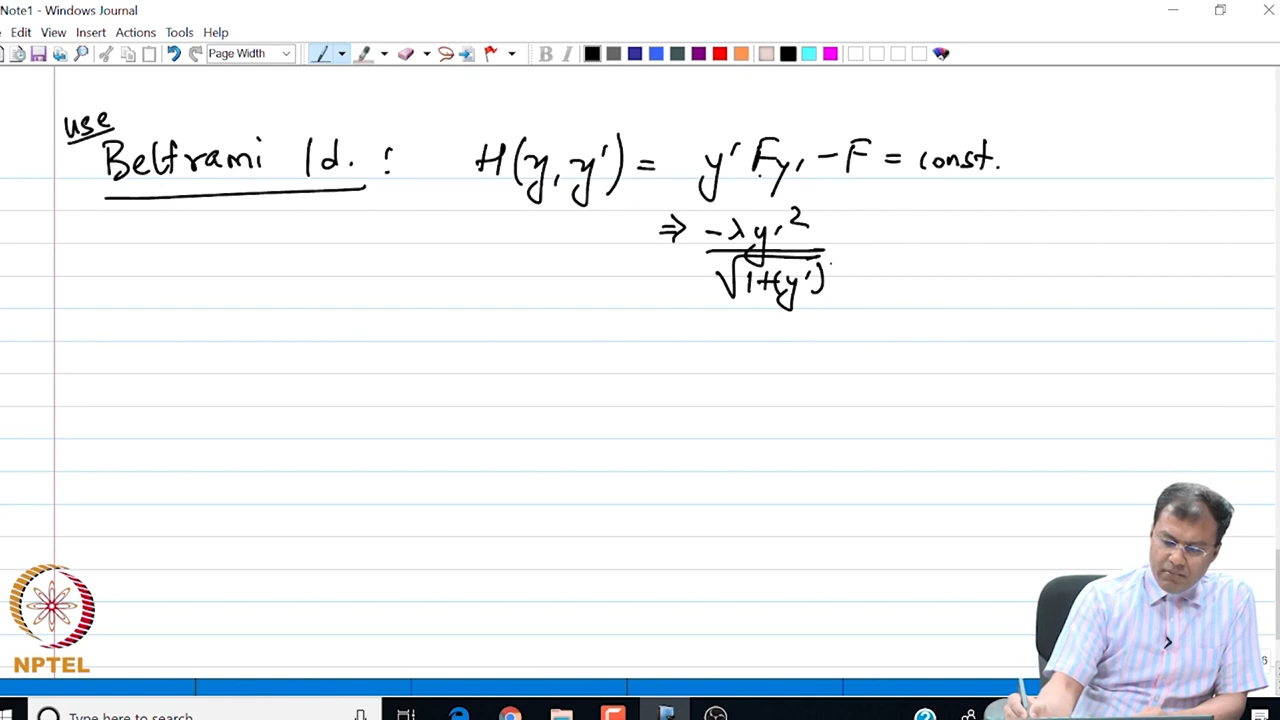 Note1 - Windows Journal
Edit View Insert Actions Tools Help
Page Width
B I
use
Beltrami Id. : H(y, y') = y' Fy' - F = const.
⇒ -λy'²
√1+(y')
NPTEL
6
Type here to search